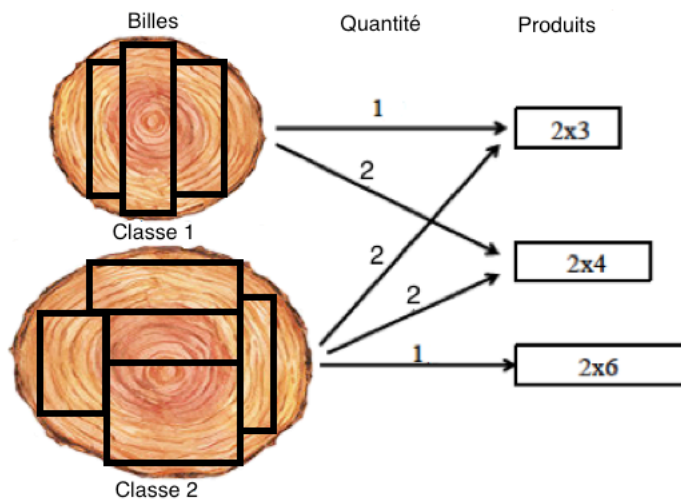 Billes Quantité Produits
1
2x3
2
Classe 1
2
2x4
2
1
2x6
Classe 2